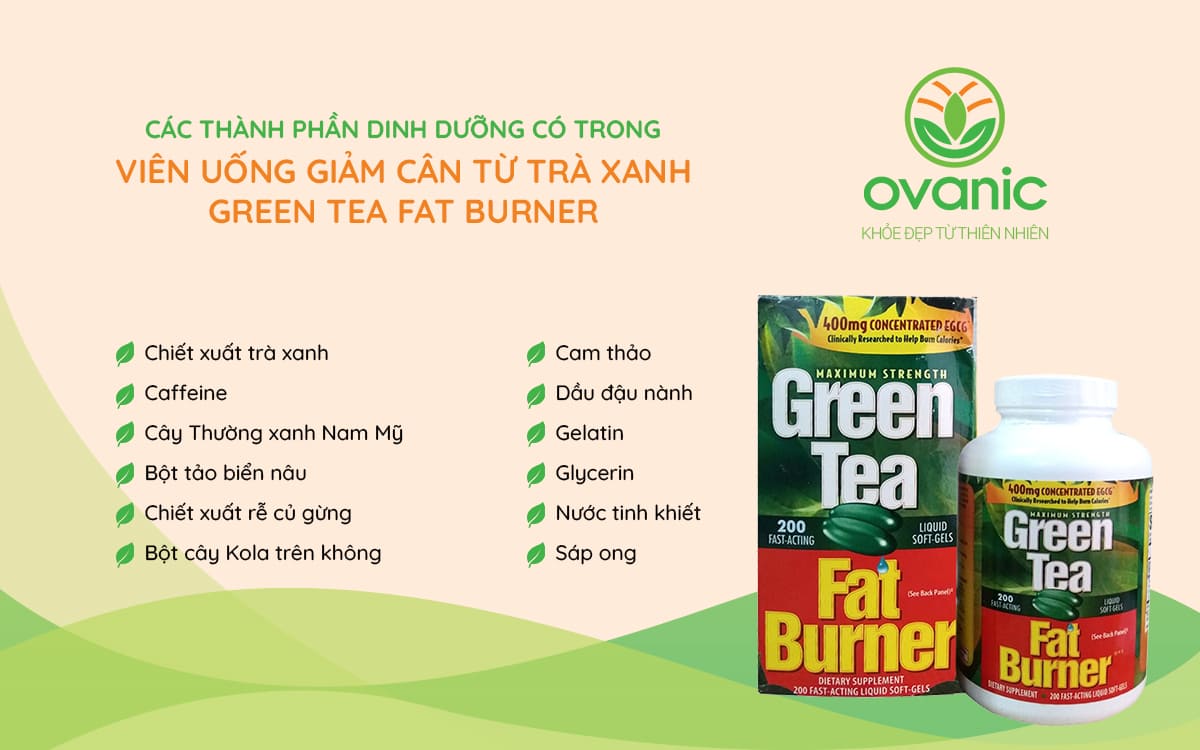 CÁC THÀNH PHẦN DINH DƯỠNG CÓ TRONG
VIÊN UỐNG GIẢM CÂN TỪ TRÀ XANH
GREEN TEA FAT BURNER
ovanic
KHỎE ĐẸP TỪ THIÊN NHIÊN
Chiết xuất trà xanh
Caffeine
Cây Thường xanh Nam Mỹ
Bột tảo biển nâu
Chiết xuất rễ củ gừng
Bột cây Kola trên không
Cam thảo
Dầu đậu nành
Gelatin
Glycerin
Nước tinh khiết
Sáp ong
400mg CONCENTRATED EGCG*
Clinically Researched to Help Burn Calories*
MAXIMUM STRENGTH
Green
Tea
200
FAST-ACTING
LIQUID
SOFT-GELS
Fat
(See Back Panel)*
Burner
DIETARY SUPPLEMENT
200 FAST-ACTING LIQUID SOFT-GELS
400mg CONCENTRATED EGCG*
Clinically Researched to Help Burn Calories*
MAXIMUM STRENGTH
Green
Tea
200
FAST-ACTING
LIQUID
SOFT-GELS
Fat
(See Back Panel)*
Burner
DIETARY SUPPLEMENT
200 FAST-ACTING LIQUID SOFT-GELS